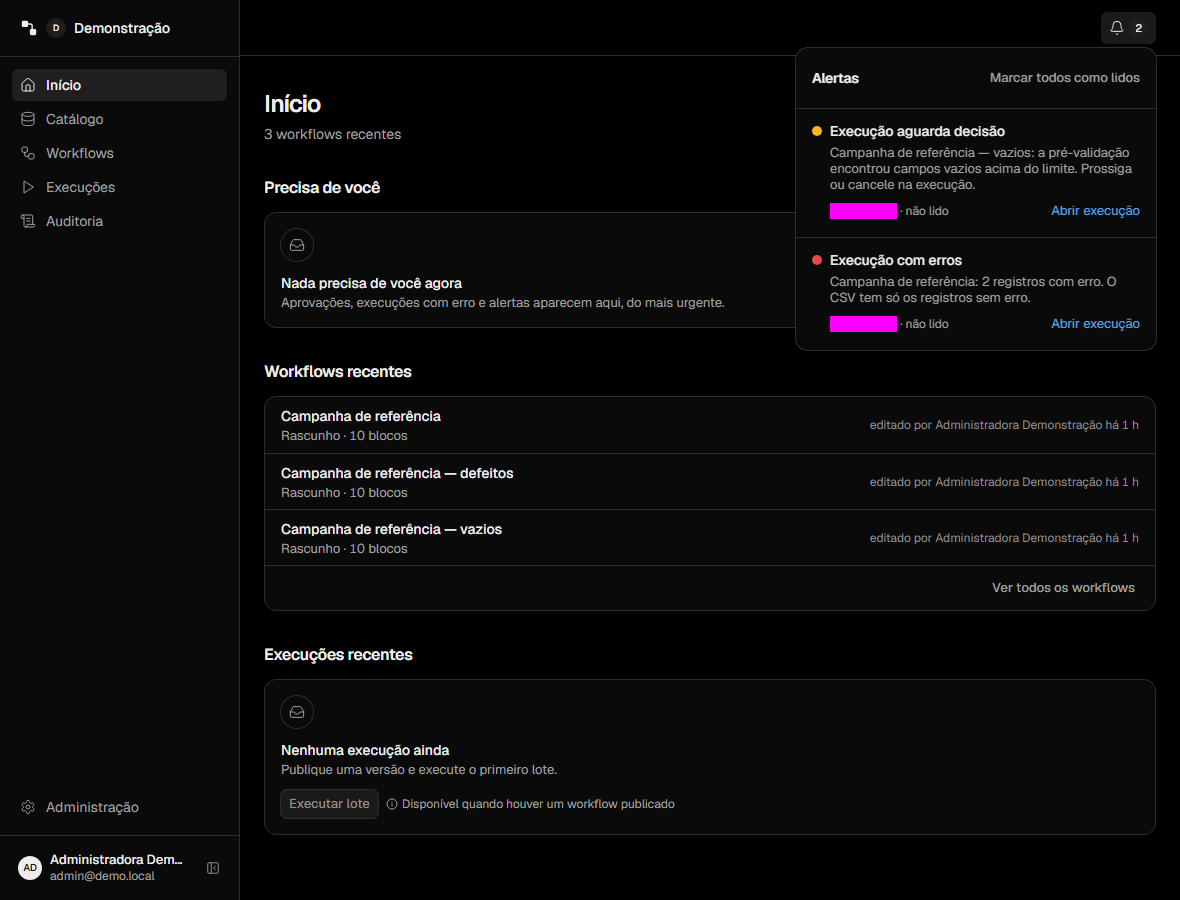 D Demonstração
2
Início
Catálogo
Workflows
Execuções
Auditoria
Administração
AD
Administradora Dem...
admin@demo.local
Início
3 workflows recentes
Precisa de você
Nada precisa de você agora
Aprovações, execuções com erro e alertas aparecem aqui, do mais urgente.
Alertas
Marcar todos como lidos
Execução aguarda decisão
Campanha de referência — vazios: a pré-validação
encontrou campos vazios acima do limite. Prossiga
ou cancele na execução.
· não lido
Abrir execução
Execução com erros
Campanha de referência: 2 registros com erro. O
CSV tem só os registros sem erro.
· não lido
Abrir execução
Workflows recentes
Campanha de referência
Rascunho · 10 blocos
editado por Administradora Demonstração há 1 h
Campanha de referência — defeitos
Rascunho · 10 blocos
editado por Administradora Demonstração há 1 h
Campanha de referência — vazios
Rascunho · 10 blocos
editado por Administradora Demonstração há 1 h
Ver todos os workflows
Execuções recentes
Nenhuma execução ainda
Publique uma versão e execute o primeiro lote.
Executar lote
Disponível quando houver um workflow publicado